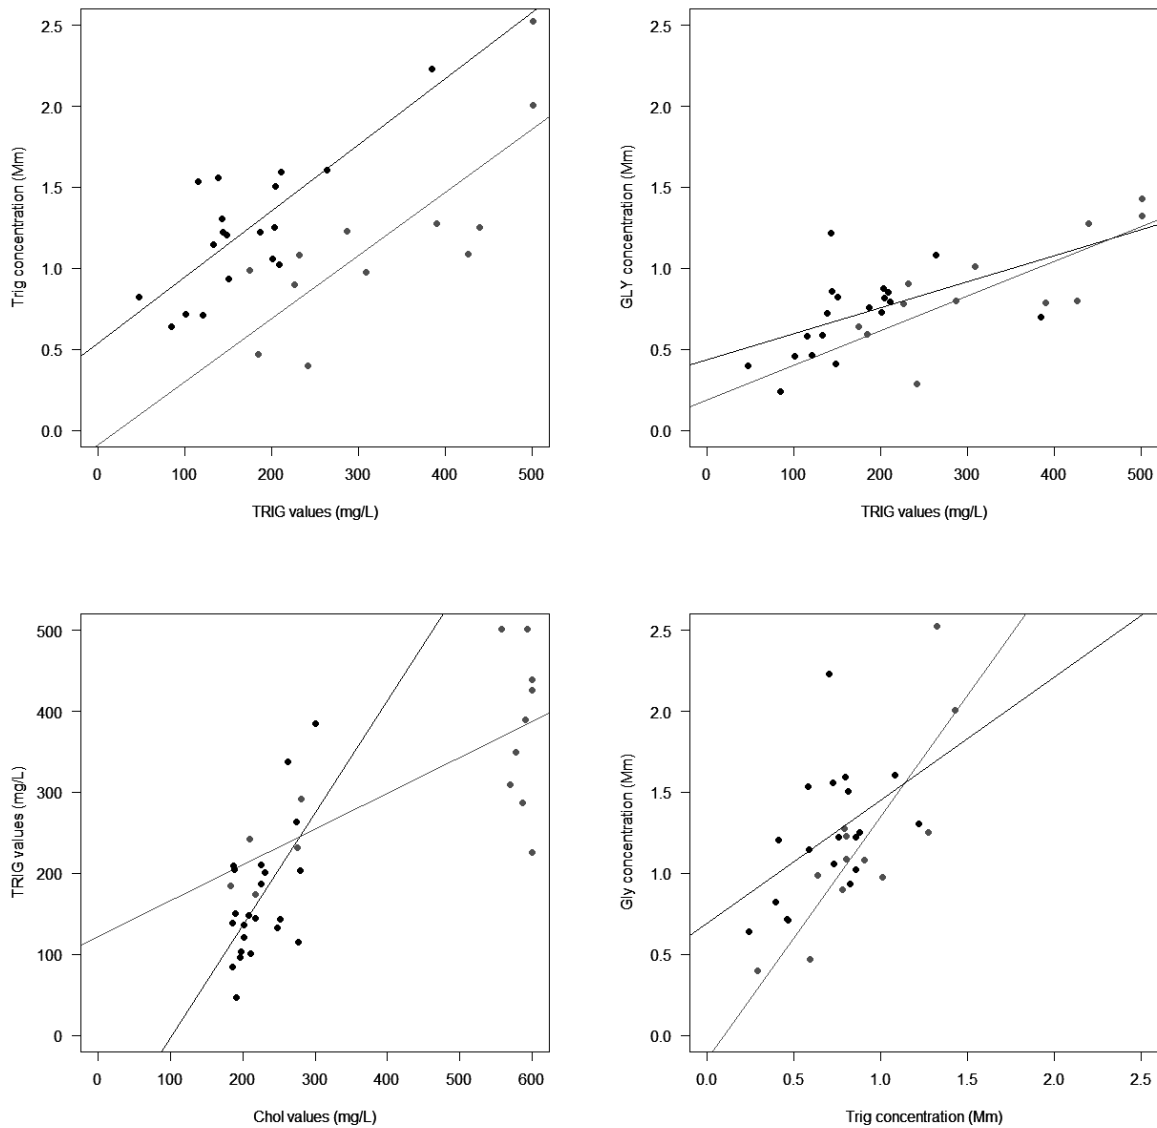 2.5
2.0
1.5
1.0
0.5
0.0
Trig concentration (Mm)
0 100 200 300 400 500
TRIG values (mg/L)
2.5
2.0
1.5
1.0
0.5
0.0
GLY concentration (Mm)
0 100 200 300 400 500
TRIG values (mg/L)
500
400
300
200
100
0
TRIG values (mg/L)
0 100 200 300 400 500 600
Chol values (mg/L)
2.5
2.0
1.5
1.0
0.5
0.0
Gly concentration (Mm)
0.0 0.5 1.0 1.5 2.0 2.5
Trig concentration (Mm)